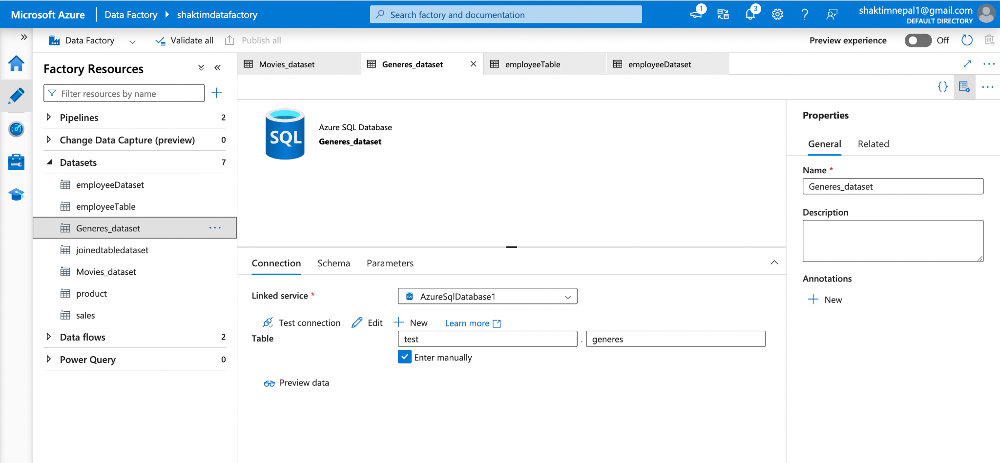 Microsoft Azure
Data Factory
shaktimdatafactory
Search factory and documentation
1
3
shaktimnepal1@gmail.com
DEFAULT DIRECTORY
Data Factory
Validate all
Publish all
Preview experience
Off
Factory Resources
Filter resources by name
Pipelines 2
Change Data Capture (preview) 0
Datasets 7
employeeDataset
employeeTable
Generes_dataset
joinedtabledataset
Movies_dataset
product
sales
Data flows 2
Power Query 0
Movies_dataset
Generes_dataset
employeeTable
employeeDataset
SQL
Azure SQL Database
Generes_dataset
Connection
Schema
Parameters
Linked service *
SQL
AzureSqlDatabase1
Test connection
Edit
New
Learn more
Table
test
.
generes
Enter manually
Preview data
Properties
General
Related
Name *
Generes_dataset
Description
Annotations
New